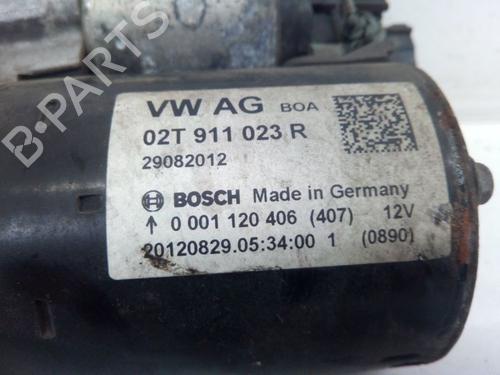 VW AG BOA
02T 911 023 R
29082012
BOSCH Made in Germany
↑ 0 001 120 406 (407) 12V
20120829.05:34:00 1 (0890)
B-PARTS